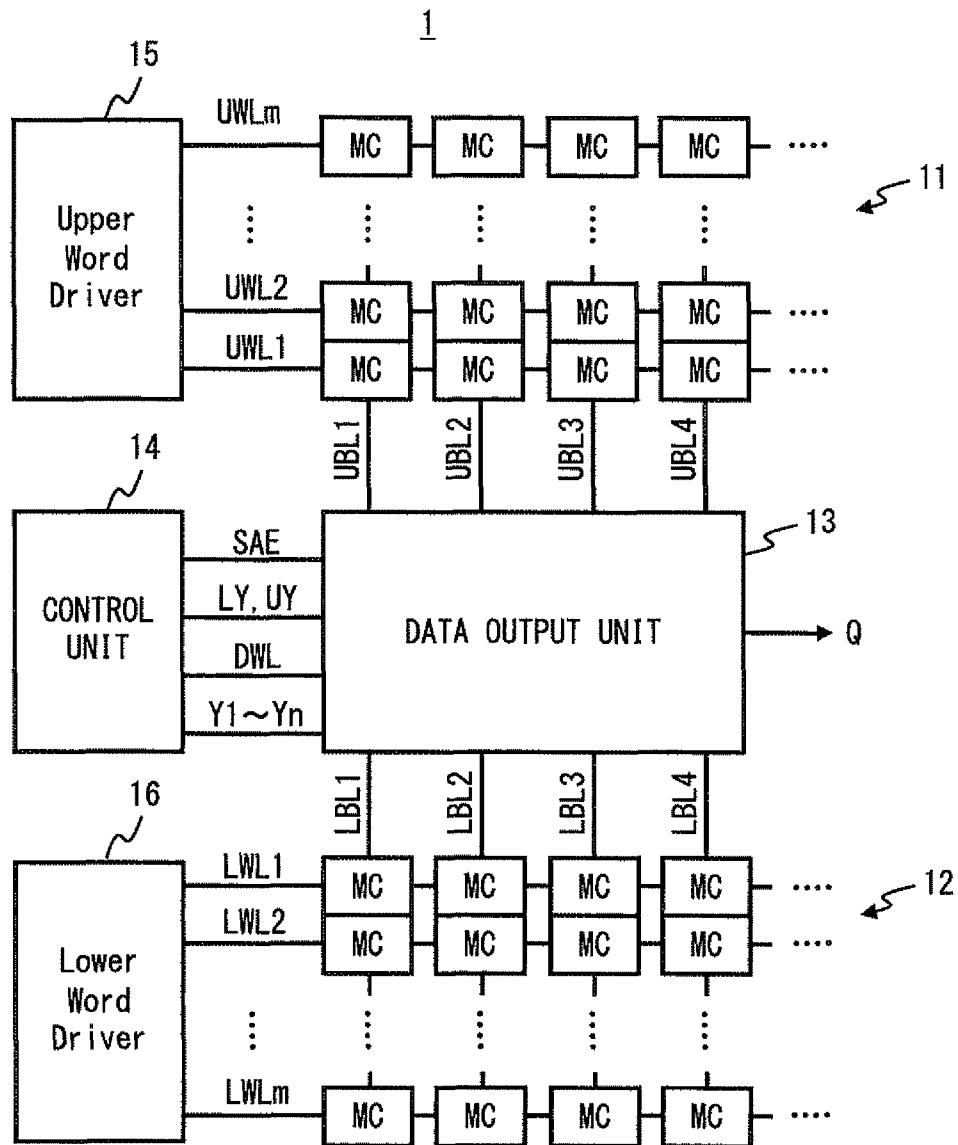 1
15
UWLm
MC MC MC MC ....
11
Upper
Word
Driver
UWL2
MC MC MC MC ....
UWL1
MC MC MC MC ....
UBL1 UBL2 UBL3 UBL4
14
13
CONTROL
UNIT
SAE
LY, UY
DWL
Y1～Yn
DATA OUTPUT UNIT
Q
LBL1 LBL2 LBL3 LBL4
16
LWL1
MC MC MC MC ....
12
LWL2
MC MC MC MC ....
Lower
Word
Driver
LWLm
MC MC MC MC ....